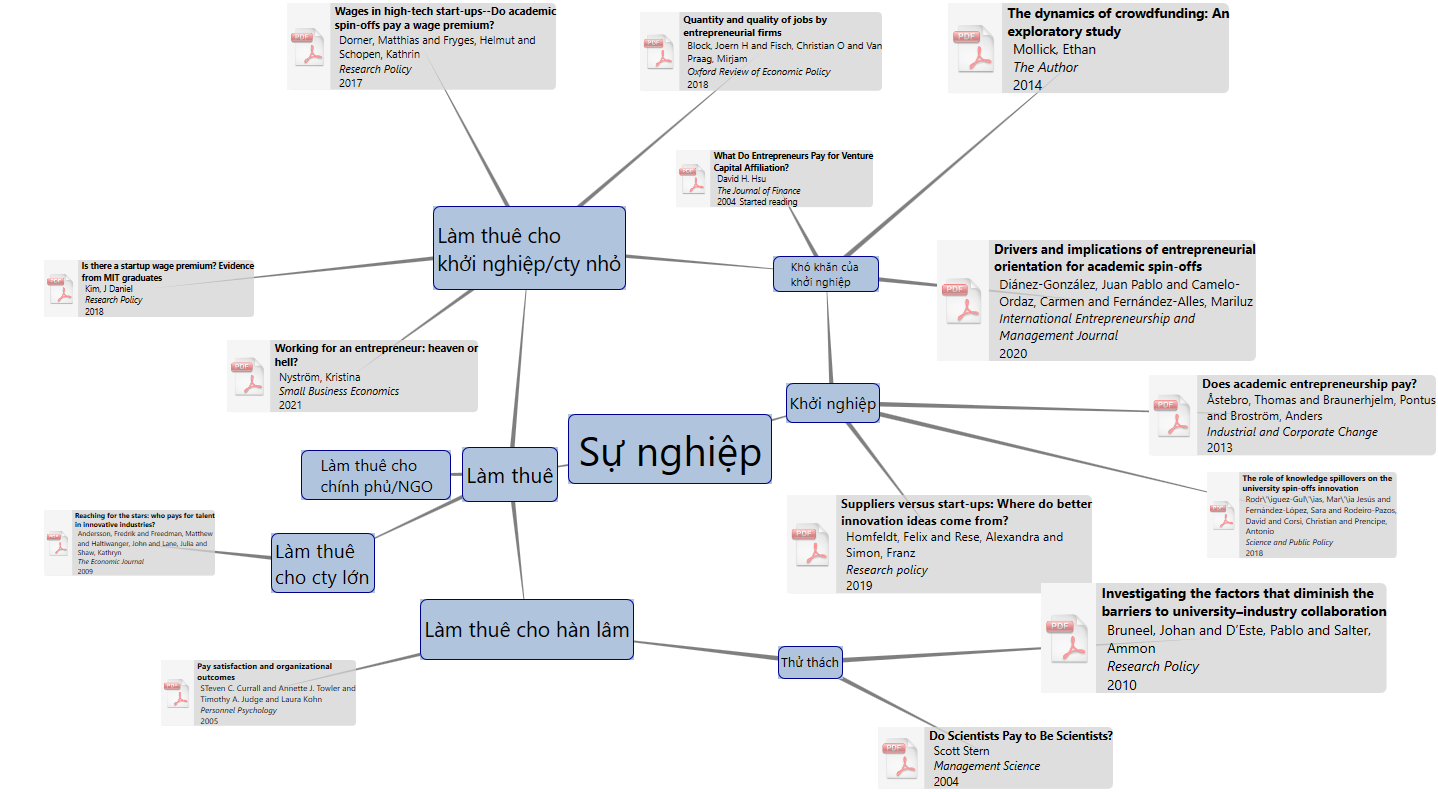 Wages in high-tech start-ups--Do academic
spin-offs pay a wage premium?
Dorner, Matthias and Fryges, Helmut and
Schopen, Kathrin
Research Policy
2017
PDF
Quantity and quality of jobs by
entrepreneurial firms
Block, Joern H and Fisch, Christian O and Van
Praag, Mirjam
Oxford Review of Economic Policy
2018
PDF
The dynamics of crowdfunding: An
exploratory study
Mollick, Ethan
The Author
2014
PDF
What Do Entrepreneurs Pay for Venture
Capital Affiliation?
David H. Hsu
The Journal of Finance
2004 Started reading
PDF
Làm thuê cho
khởi nghiệp/cty nhỏ
Khó khăn của
khởi nghiệp
Is there a startup wage premium? Evidence
from MIT graduates
Kim, J Daniel
Research Policy
2018
PDF
Drivers and implications of entrepreneurial
orientation for academic spin-offs
Diánez-González, Juan Pablo and Camelo-
Ordaz, Carmen and Fernández-Alles, Mariluz
International Entrepreneurship and
Management Journal
2020
PDF
Working for an entrepreneur: heaven or
hell?
Nyström, Kristina
Small Business Economics
2021
PDF
Khởi nghiệp
Does academic entrepreneurship pay?
Åstebro, Thomas and Braunerhjelm, Pontus
and Broström, Anders
Industrial and Corporate Change
2013
PDF
Sự nghiệp
Làm thuê
Làm thuê cho
chính phủ/NGO
The role of knowledge spillovers on the
university spin-offs innovation
Rodr\'\iguez-Gul\'\ias, Mar\'\ia Jesús and
Fernández-López, Sara and Rodeiro-Pazos,
David and Corsi, Christian and Prencipe,
Antonio
Science and Public Policy
2018
PDF
Suppliers versus start-ups: Where do better
innovation ideas come from?
Homfeldt, Felix and Rese, Alexandra and
Simon, Franz
Research policy
2019
PDF
Reaching for the stars: who pays for talent
in innovative industries?
Andersson, Fredrik and Freedman, Matthew
and Haltiwanger, John and Lane, Julia and
Shaw, Kathryn
The Economic Journal
2009
PDF
Làm thuê
cho cty lớn
Làm thuê cho hàn lâm
Thử thách
Investigating the factors that diminish the
barriers to university–industry collaboration
Bruneel, Johan and D’Este, Pablo and Salter,
Ammon
Research Policy
2010
PDF
Pay satisfaction and organizational
outcomes
STeven C. Currall and Annette J. Towler and
Timothy A. Judge and Laura Kohn
Personnel Psychology
2005
PDF
Do Scientists Pay to Be Scientists?
Scott Stern
Management Science
2004
PDF